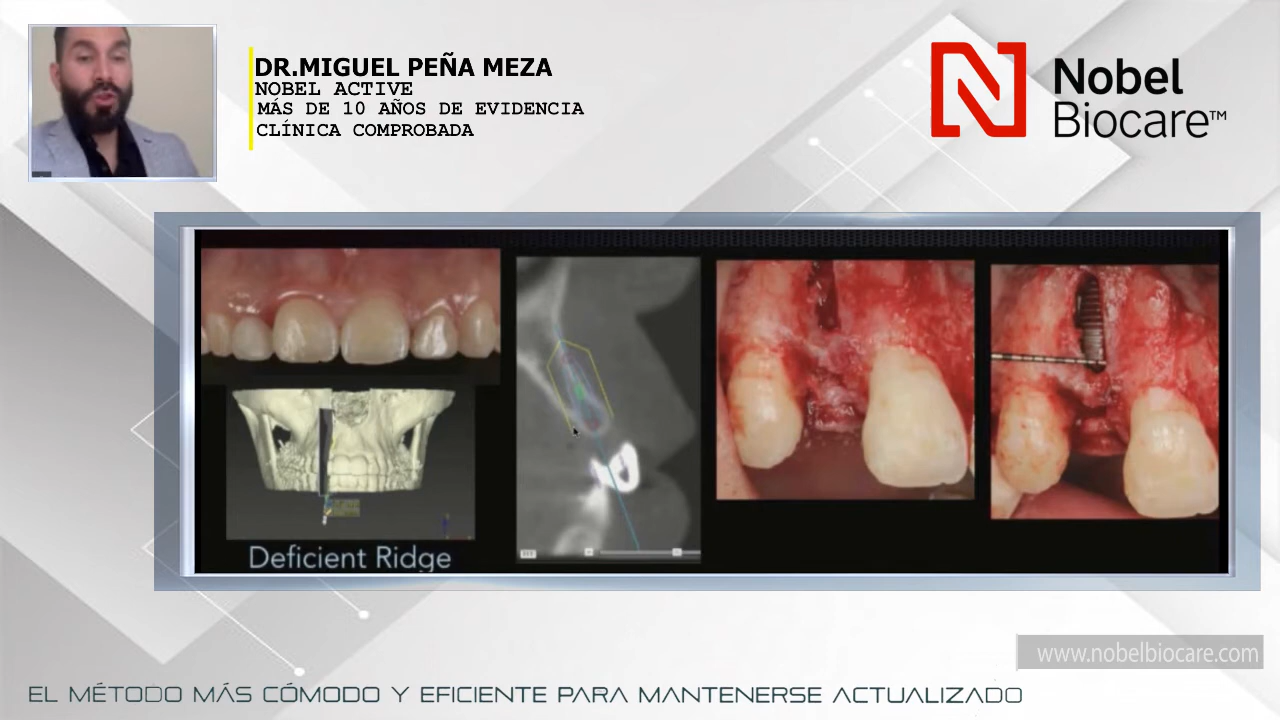 DR.MIGUEL PEÑA MEZA
NOBEL ACTIVE
MÁS DE 10 AÑOS DE EVIDENCIA
CLÍNICA COMPROBADA
Nobel
Biocare™
Deficient Ridge
www.nobelbiocare.com
EL MÉTODO MÁS CÓMODO Y EFICIENTE PARA MANTENERSE ACTUALIZADO